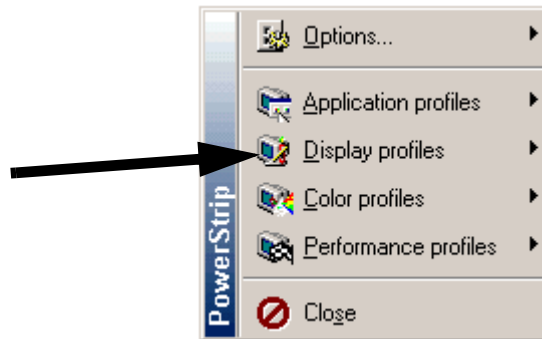 Options...
Application profiles
Display profiles
Color profiles
Performance profiles
Close
PowerStrip